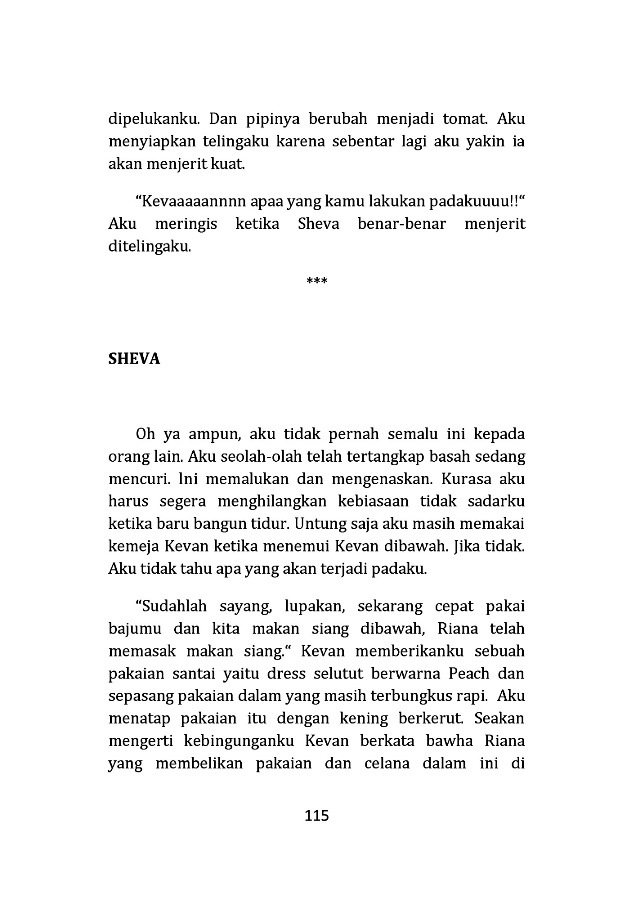 dipelukanku. Dan pipinya berubah menjadi tomat. Aku
menyiapkan telingaku karena sebentar lagi aku yakin ia
akan menjerit kuat.
“Kevaaaaannnn apaa yang kamu lakukan padakuuuu!!“
Aku meringis ketika Sheva benar-benar menjerit
ditelingaku.
***
SHEVA
Oh ya ampun, aku tidak pernah semalu ini kepada
orang lain. Aku seolah-olah telah tertangkap basah sedang
mencuri. Ini memalukan dan mengenaskan. Kurasa aku
harus segera menghilangkan kebiasaan tidak sadarku
ketika baru bangun tidur. Untung saja aku masih memakai
kemeja Kevan ketika menemui Kevan dibawah. Jika tidak.
Aku tidak tahu apa yang akan terjadi padaku.
“Sudahlah sayang, lupakan, sekarang cepat pakai
bajumu dan kita makan siang dibawah, Riana telah
memasak makan siang.“ Kevan memberikanku sebuah
pakaian santai yaitu dress selutut berwarna Peach dan
sepasang pakaian dalam yang masih terbungkus rapi. Aku
menatap pakaian itu dengan kening berkerut. Seakan
mengerti kebingunganku Kevan berkata bawha Riana
yang membelikan pakaian dan celana dalam ini di
115